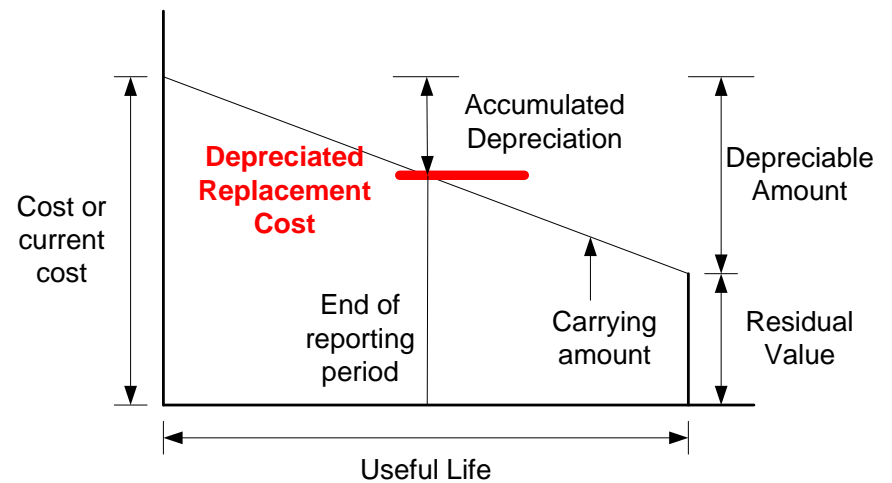 Accumulated
Depreciation
Depreciated
Replacement
Cost
Depreciable
Amount
Cost or
current
cost
End of
reporting
period
Carrying
amount
Residual
Value
Useful Life